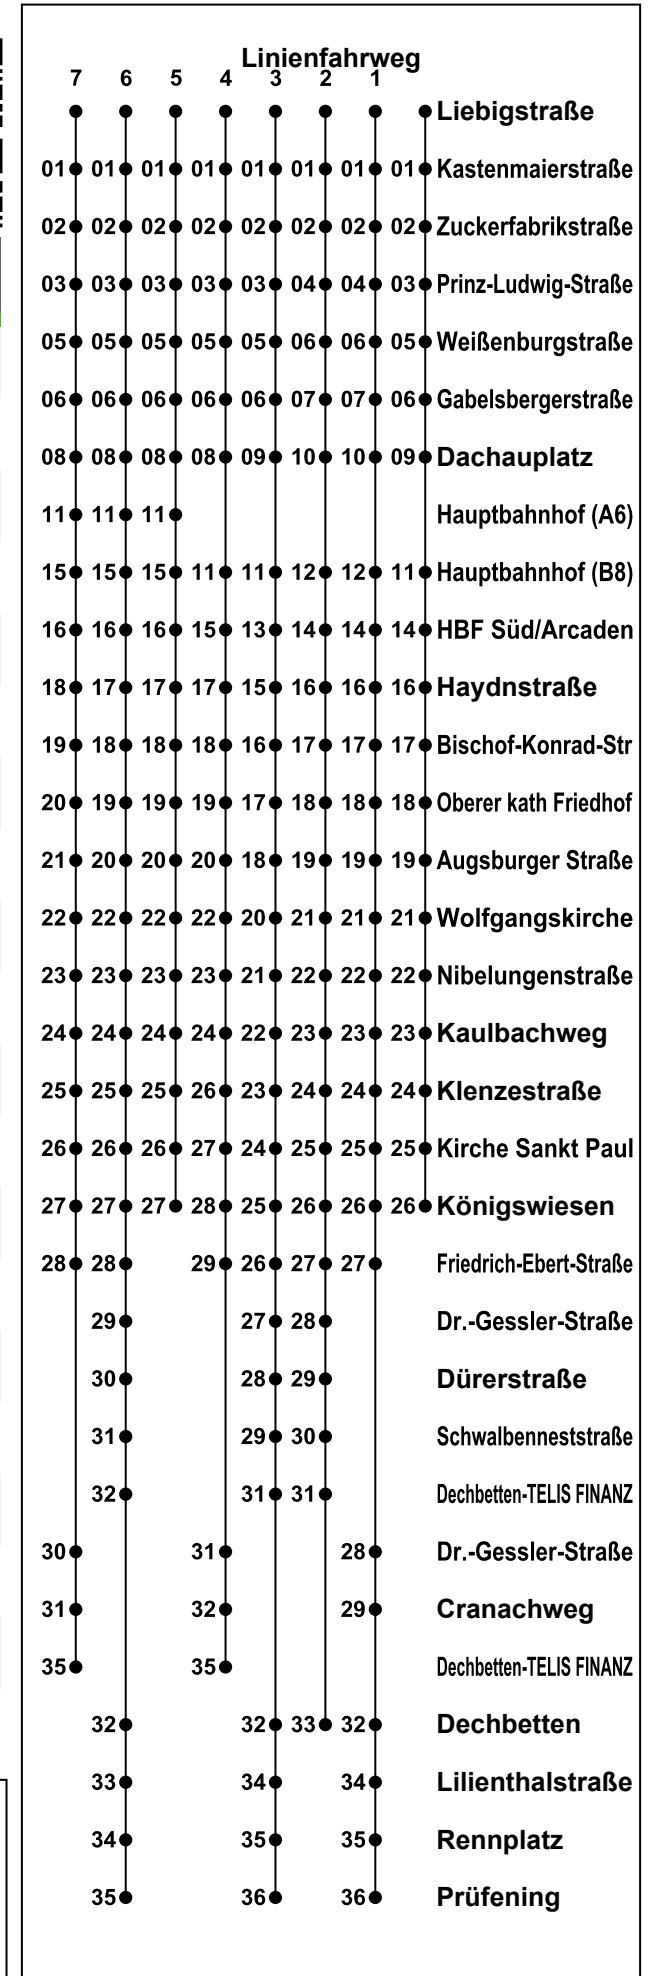 Linienfahrweg
7 6 5 4 3 2 1
Liebigstraße
01 01 01 01 01 01 01 01 Kastenmaierstraße
02 02 02 02 02 02 02 02 Zuckerfabrikstraße
03 03 03 03 03 04 04 03 Prinz-Ludwig-Straße
05 05 05 05 05 06 06 05 Weißenburgstraße
06 06 06 06 06 07 07 06 Gabelsbergerstraße
08 08 08 08 09 10 10 09 Dachauplatz
11 11 11 Hauptbahnhof (A6)
15 15 15 11 11 12 12 11 Hauptbahnhof (B8)
16 16 16 15 13 14 14 14 HBF Süd/Arcaden
18 17 17 17 15 16 16 16 Haydnstraße
19 18 18 18 16 17 17 17 Bischof-Konrad-Str
20 19 19 19 17 18 18 18 Oberer kath Friedhof
21 20 20 20 18 19 19 19 Augsburger Straße
22 22 22 22 20 21 21 21 Wolfgangskirche
23 23 23 23 21 22 22 22 Nibelungenstraße
24 24 24 24 22 23 23 23 Kaulbachweg
25 25 25 26 23 24 24 24 Klenzestraße
26 26 26 27 24 25 25 25 Kirche Sankt Paul
27 27 27 28 25 26 26 26 Königswiesen
28 28 29 26 27 27 Friedrich-Ebert-Straße
29 27 28 Dr.-Gessler-Straße
30 28 29 Dürerstraße
31 29 30 Schwalbenneststraße
32 31 31 Dechbetten-TELIS FINANZ
30 31 28 Dr.-Gessler-Straße
31 32 29 Cranachweg
35 35 Dechbetten-TELIS FINANZ
32 32 33 32 Dechbetten
33 34 34 Lilienthalstraße
34 35 35 Rennplatz
35 36 36 Prüfening